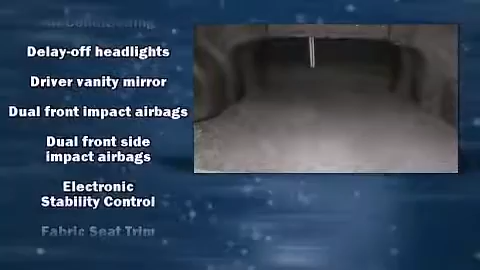 Delay-off headlights
Driver vanity mirror
Dual front impact airbags
Dual front side
impact airbags
Electronic
Stability Control
Fabric Seat Trim